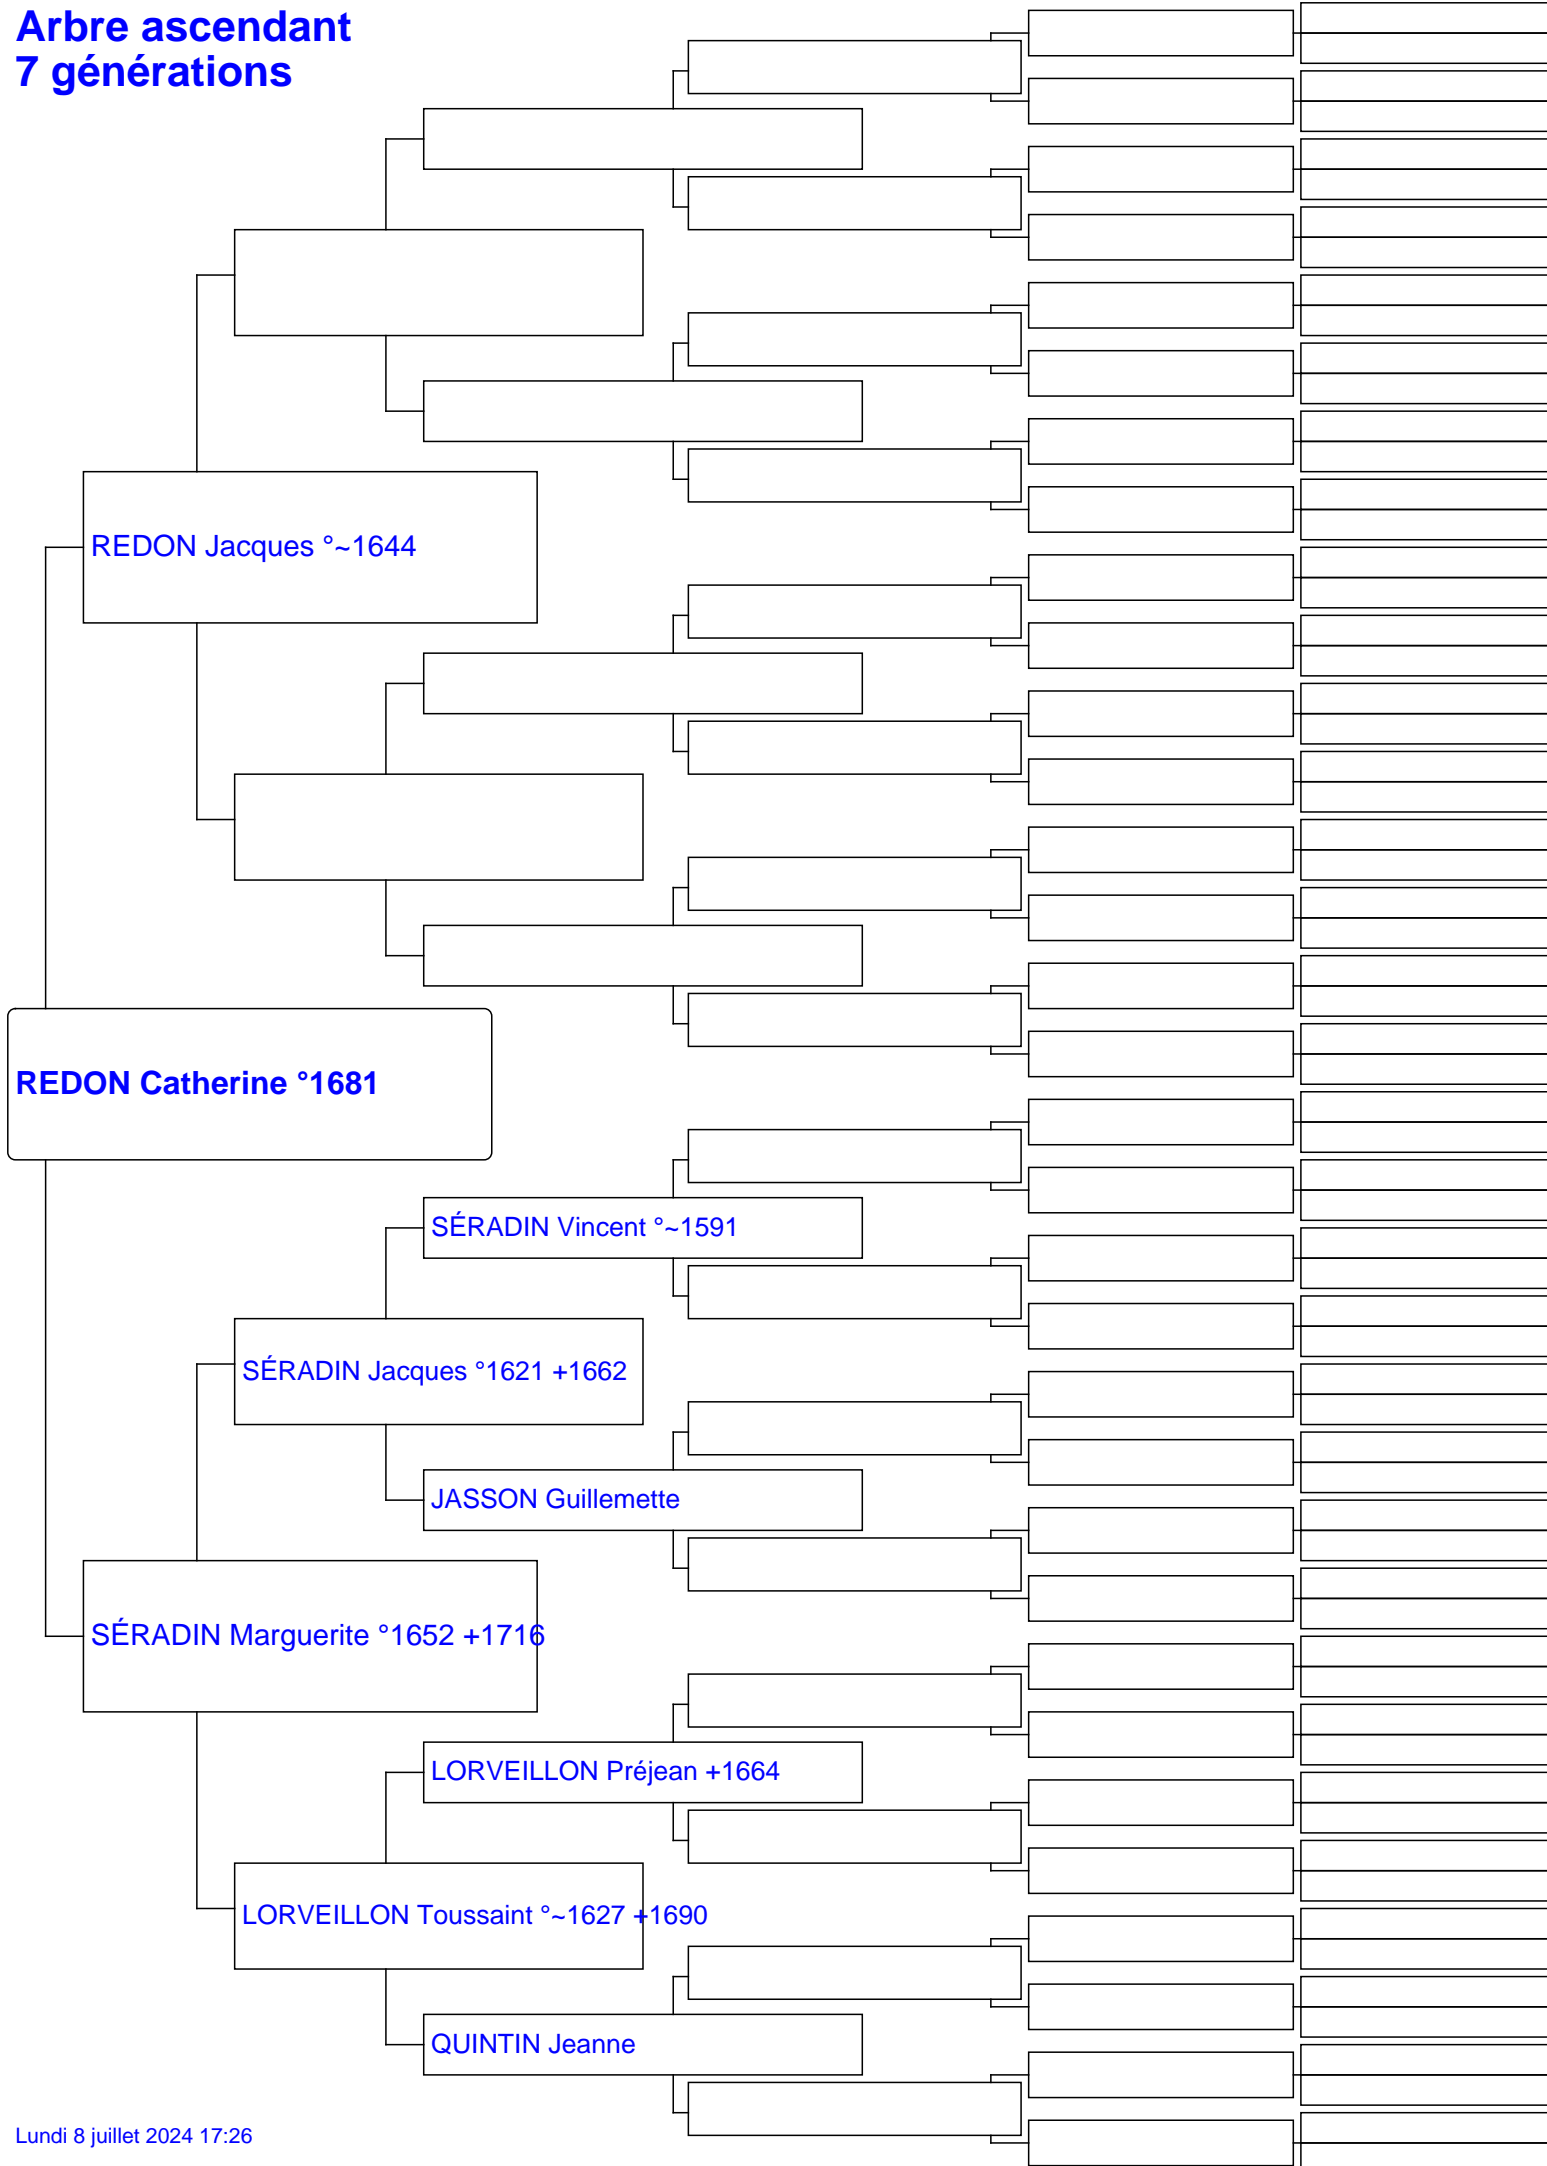 Arbre ascendant
7 générations
REDON Jacques °~1644
REDON Catherine °1681
SÉRADIN Vincent °~1591
SÉRADIN Jacques °1621 +1662
JASSON Guillemette
SÉRADIN Marguerite °1652 +1716
LORVEILLON Préjean +1664
LORVEILLON Toussaint °~1627 +1690
QUINTIN Jeanne
Lundi 8 juillet 2024 17:26